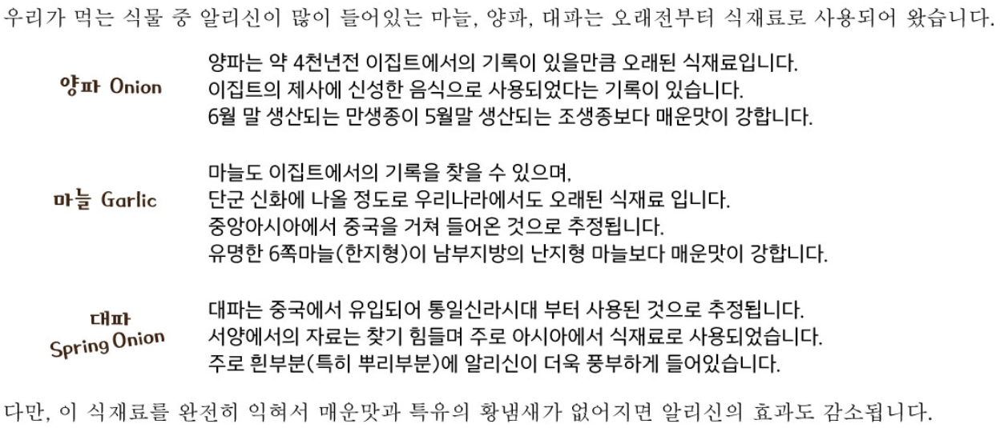 우리가 먹는 식물 중 알리신이 많이 들어있는 마늘, 양파, 대파는 오래전부터 식재료로 사용되어 왔습니다.
양파 Onion
양파는 약 4천년전 이집트에서의 기록이 있을만큼 오래된 식재료입니다.
이집트의 제사에 신성한 음식으로 사용되었다는 기록이 있습니다.
6월 말 생산되는 만생종이 5월말 생산되는 조생종보다 매운맛이 강합니다.
마늘 Garlic
마늘도 이집트에서의 기록을 찾을 수 있으며,
단군 신화에 나올 정도로 우리나라에서도 오래된 식재료 입니다.
중앙아시아에서 중국을 거쳐 들어온 것으로 추정됩니다.
유명한 6쪽마늘(한지형)이 남부지방의 난지형 마늘보다 매운맛이 강합니다.
대파
Spring Onion
대파는 중국에서 유입되어 통일신라시대 부터 사용된 것으로 추정됩니다.
서양에서의 자료는 찾기 힘들며 주로 아시아에서 식재료로 사용되었습니다.
주로 흰부분(특히 뿌리부분)에 알리신이 더욱 풍부하게 들어있습니다.
다만, 이 식재료를 완전히 익혀서 매운맛과 특유의 황냄새가 없어지면 알리신의 효과도 감소됩니다.